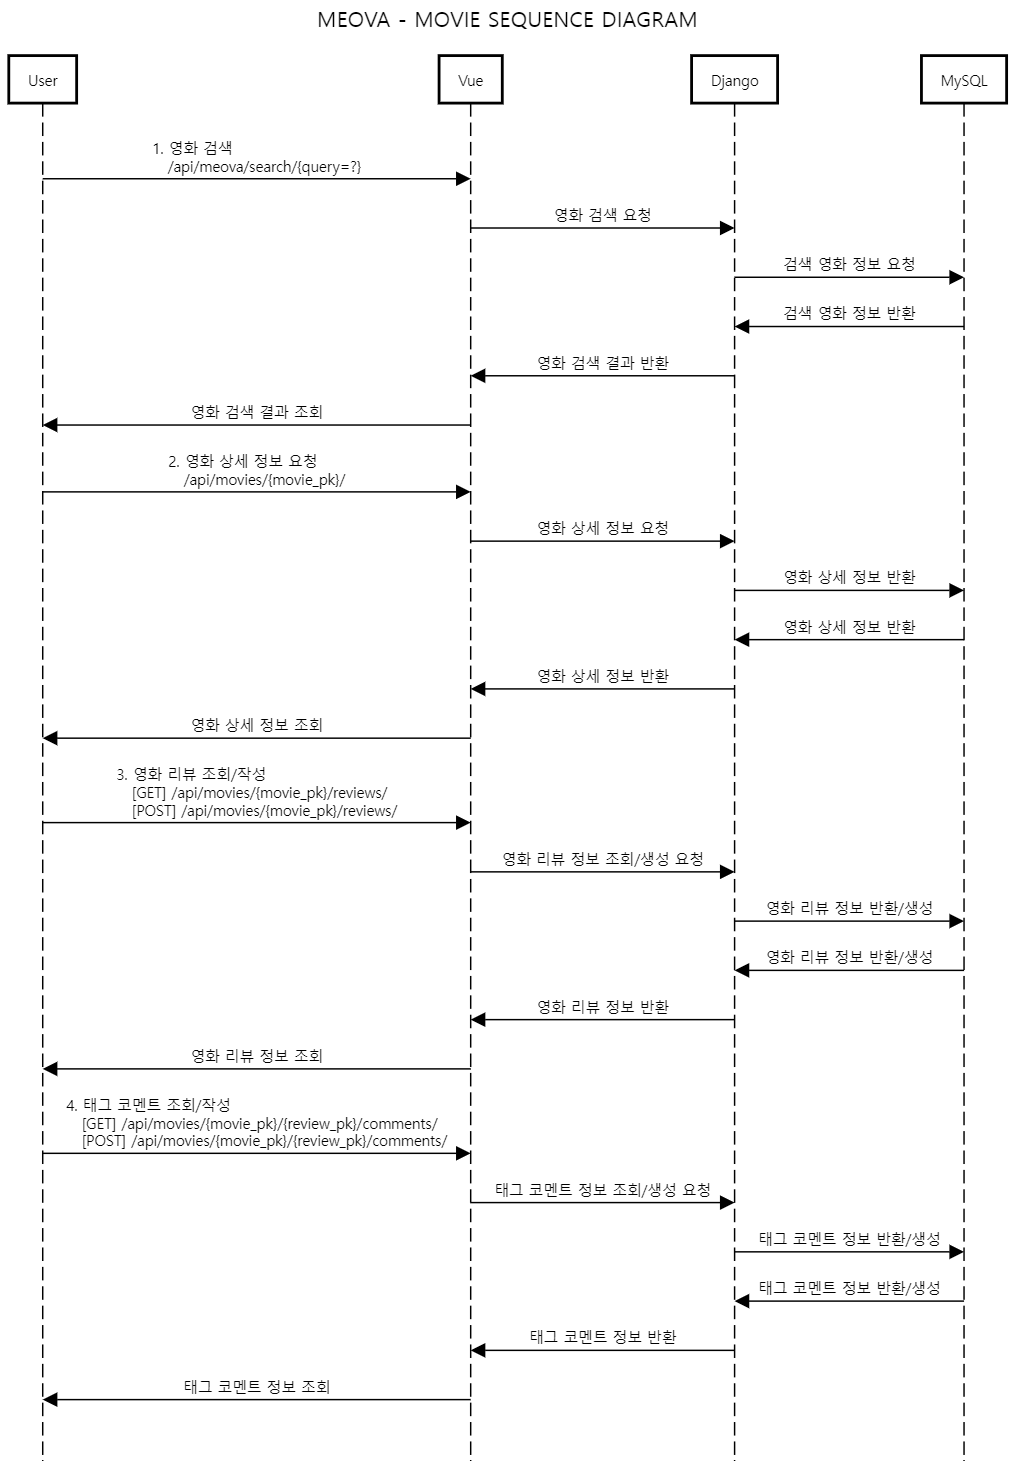 MEOVA - MOVIE SEQUENCE DIAGRAM
User
Vue
Django
MySQL
1. 영화 검색
/api/meova/search/{query=?}
영화 검색 요청
검색 영화 정보 요청
검색 영화 정보 반환
영화 검색 결과 반환
영화 검색 결과 조회
2. 영화 상세 정보 요청
/api/movies/{movie_pk}/
영화 상세 정보 요청
영화 상세 정보 반환
영화 상세 정보 반환
영화 상세 정보 반환
영화 상세 정보 조회
3. 영화 리뷰 조회/작성
[GET] /api/movies/{movie_pk}/reviews/
[POST] /api/movies/{movie_pk}/reviews/
영화 리뷰 정보 조회/생성 요청
영화 리뷰 정보 반환/생성
영화 리뷰 정보 반환/생성
영화 리뷰 정보 반환
영화 리뷰 정보 조회
4. 태그 코멘트 조회/작성
[GET] /api/movies/{movie_pk}/{review_pk}/comments/
[POST] /api/movies/{movie_pk}/{review_pk}/comments/
태그 코멘트 정보 조회/생성 요청
태그 코멘트 정보 반환/생성
태그 코멘트 정보 반환/생성
태그 코멘트 정보 반환
태그 코멘트 정보 조회